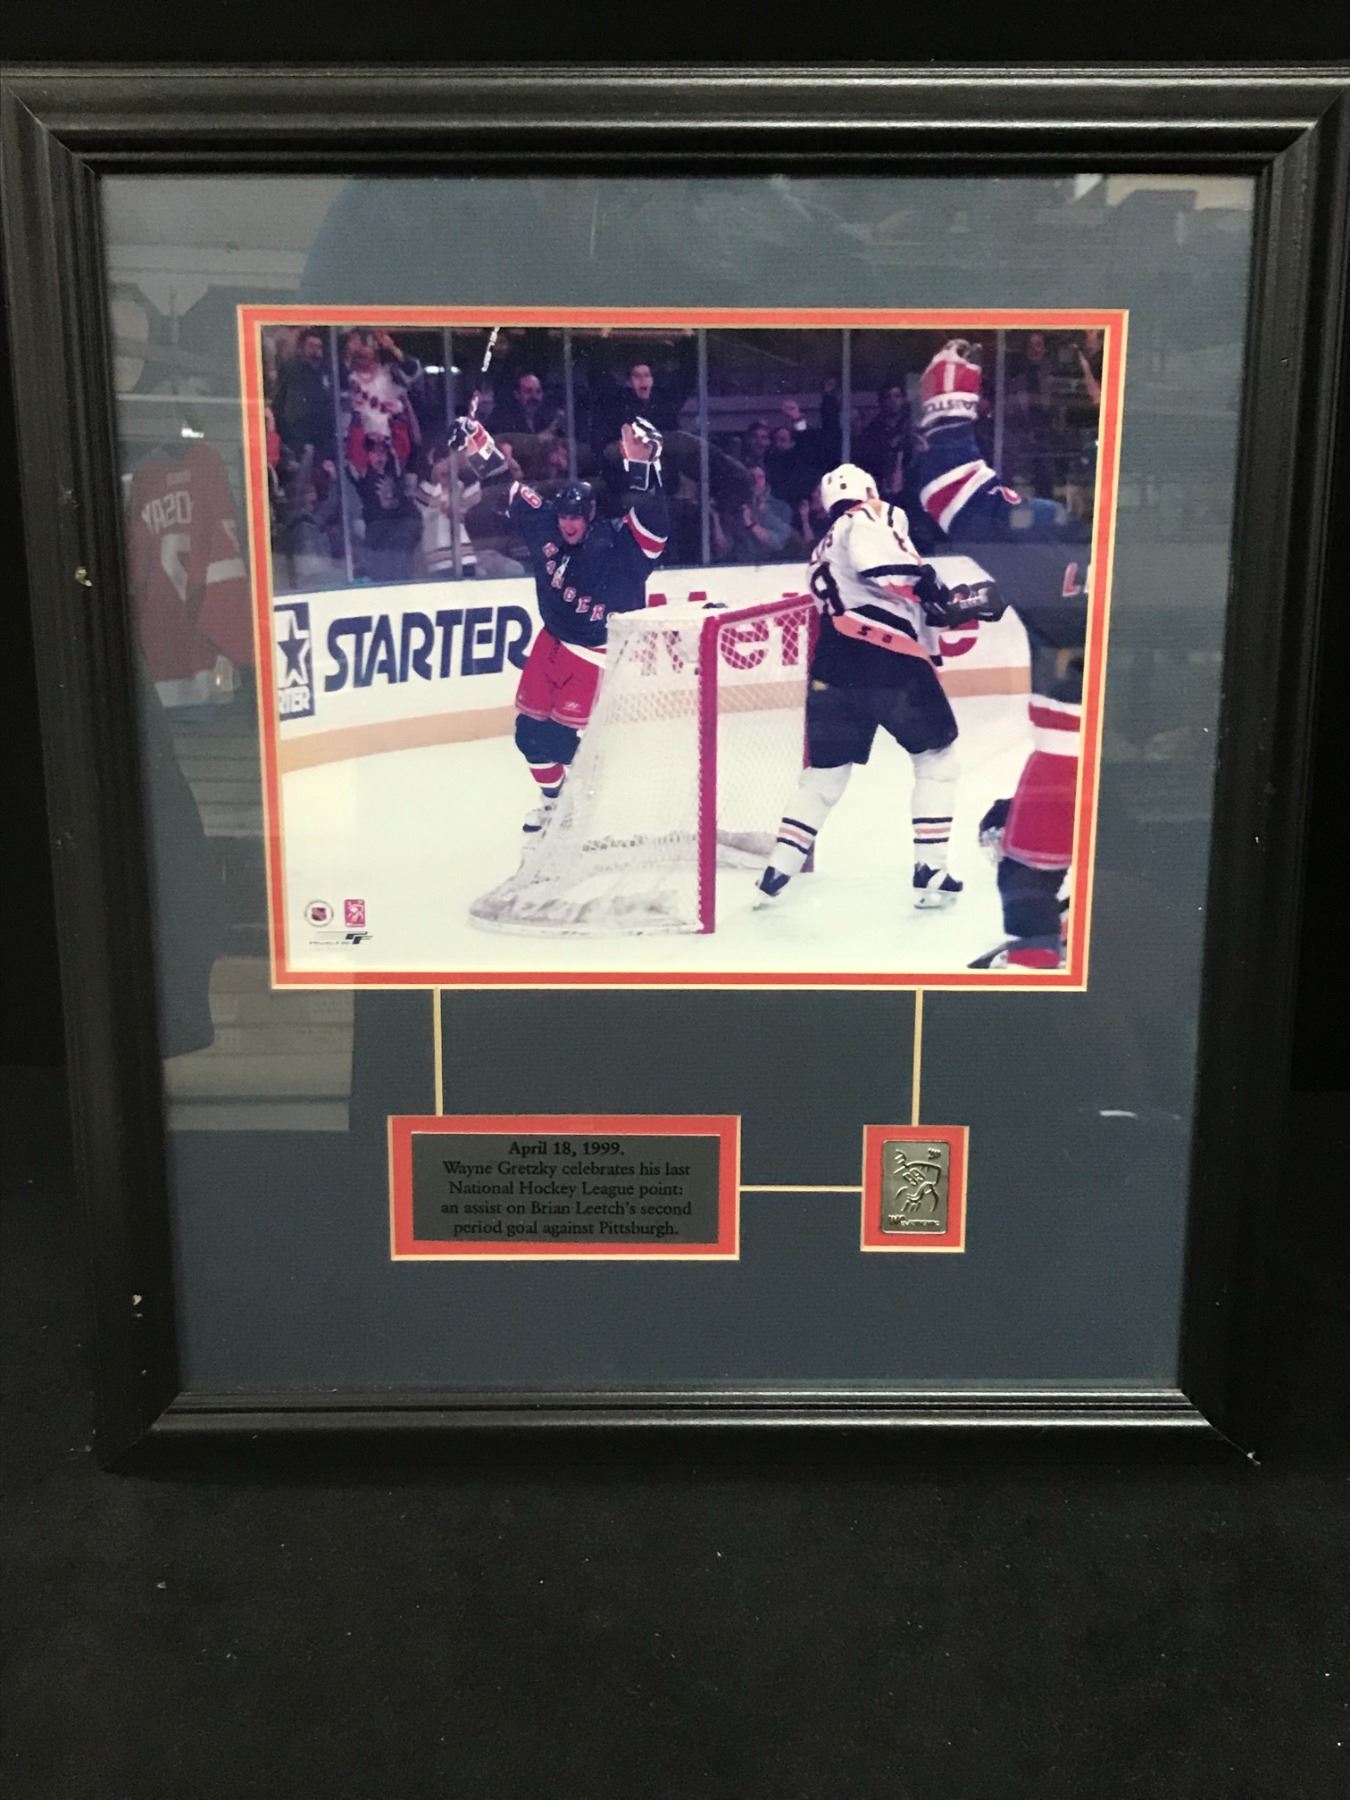 STARTER
RANGERS
April 18, 1999.
Wayne Gretzky celebrates his last
National Hockey League point:
an assist on Brian Leetch's second
period goal against Pittsburgh.